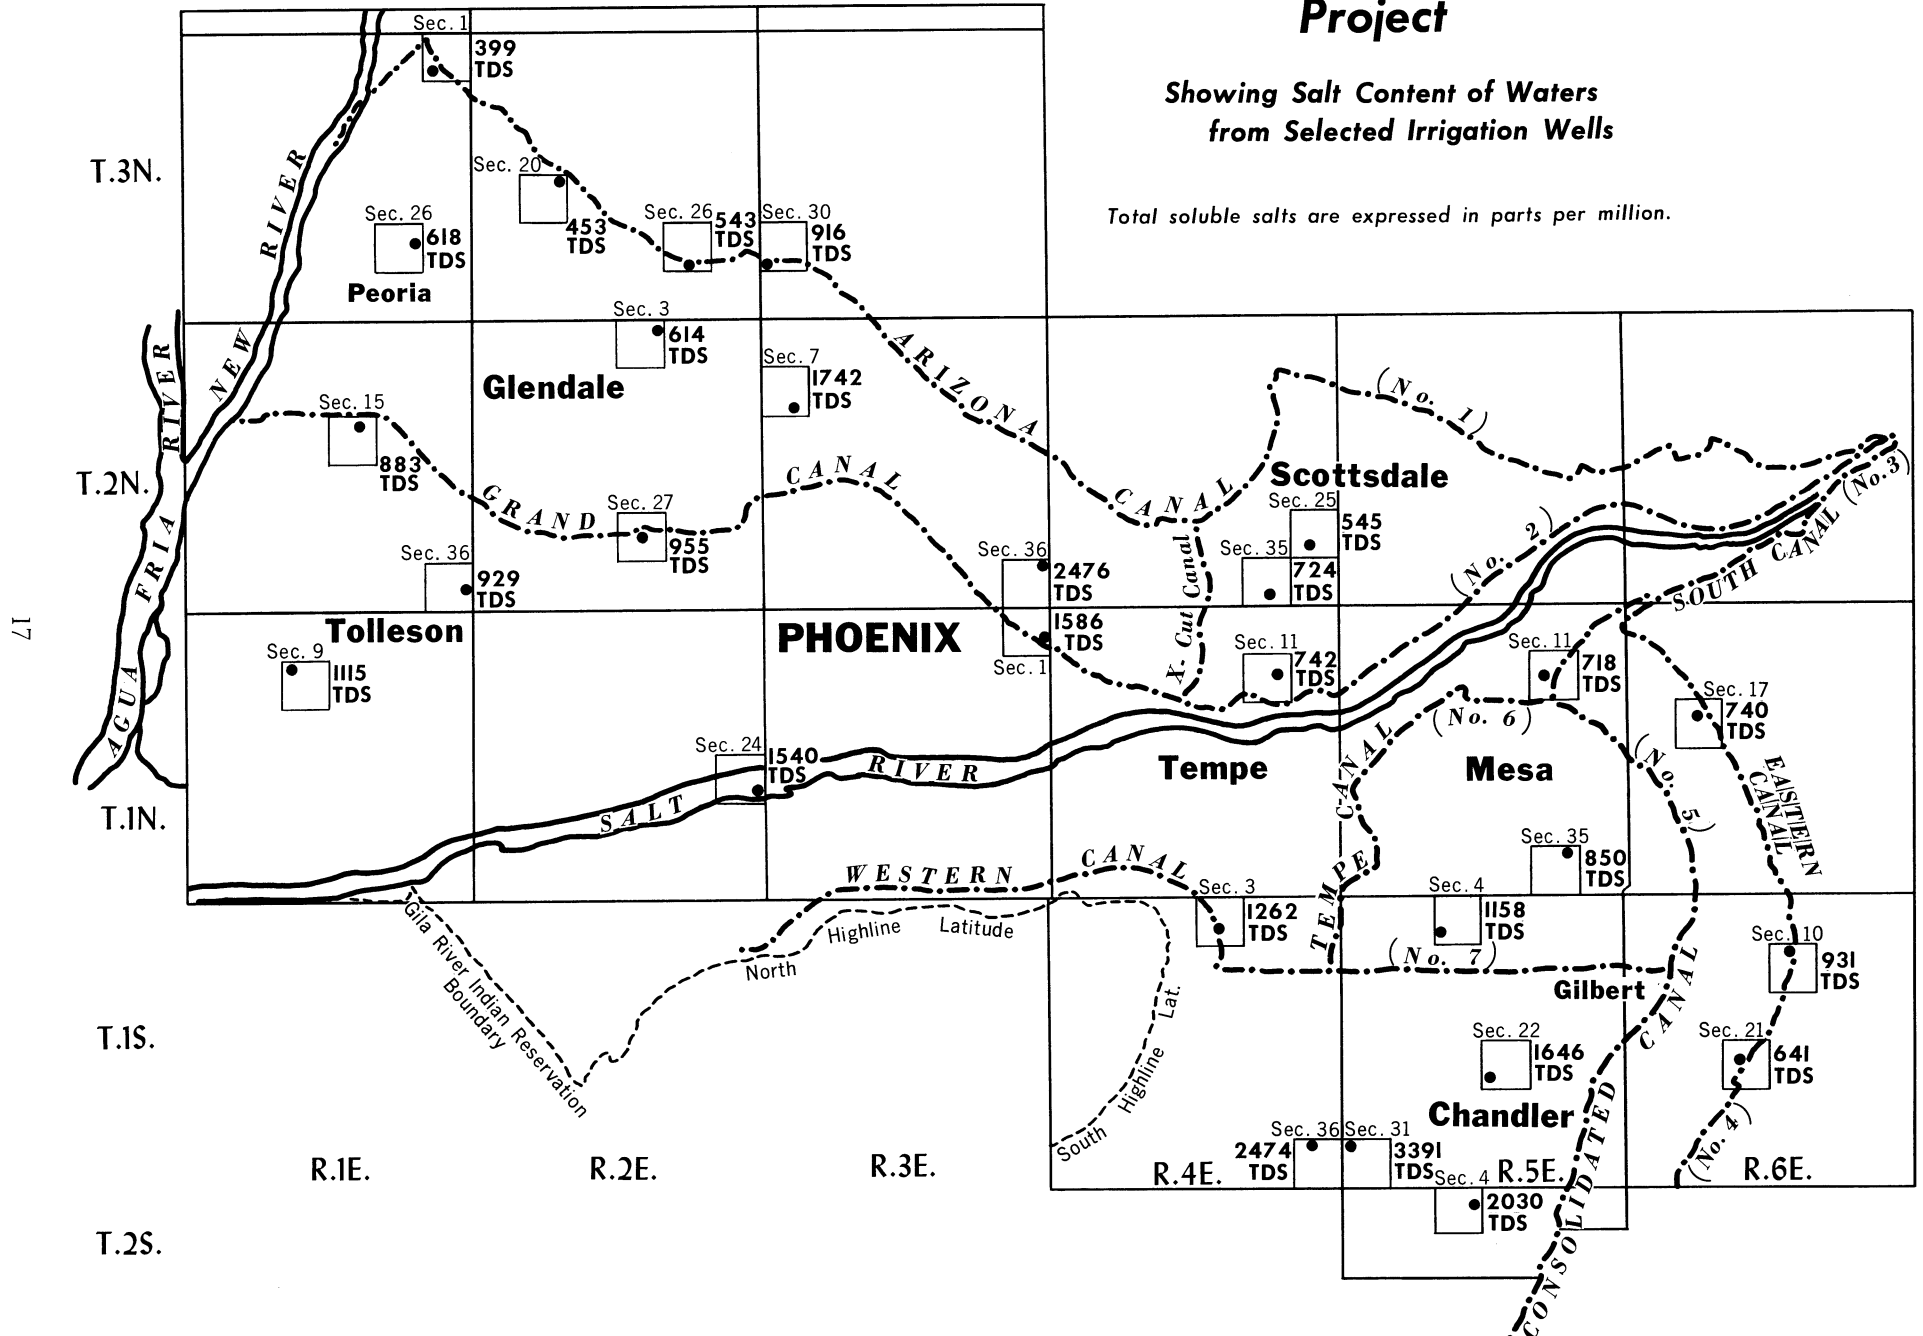 Project
Showing Salt Content of Waters
from Selected Irrigation Wells
Total soluble salts are expressed in parts per million.
Sec. 1
399
TDS
T.3N.
NEW RIVER
Sec. 20
453
TDS
Sec. 26
618
TDS
Peoria
Sec. 26
543
TDS
Sec. 30
916
TDS
Sec. 3
614
TDS
Glendale
Sec. 7
1742
TDS
ARIZONA CANAL
(No. 1)
Sec. 15
883
TDS
T.2N.
GRAND CANAL
Sec. 27
955
TDS
Scottsdale
Sec. 25
545
TDS
Sec. 36
929
TDS
Sec. 36
2476
TDS
Sec. 35
724
TDS
X-Cut Canal
(No. 2)
SOUTH CANAL (No.3)
AGUA FRIA RIVER
17
Tolleson
PHOENIX
1586
TDS
Sec. 1
Sec. 9
1115
TDS
Sec. 11
742
TDS
Sec. 11
718
TDS
Sec. 17
740
TDS
Sec. 24
1540
TDS
SALT RIVER
Tempe
Mesa
(No. 6)
(No. 5)
TEMPE CANAL
EASTERN
CANAL
T.1N.
Sec. 35
850
TDS
WESTERN CANAL
Sec. 3
1262
TDS
Sec. 4
1158
TDS
(No. 7)
Gila River Indian Reservation
Boundary
North Highline Latitude
South Highline Lat.
Gilbert
Sec. 10
931
TDS
T.1S.
Sec. 22
1646
TDS
Sec. 21
641
TDS
Chandler
CONSOLIDATED CANAL
(No. 4)
Sec. 36
2474
TDS
Sec. 31
3391
TDS
R.1E.
R.2E.
R.3E.
R.4E.
R.5E.
R.6E.
Sec. 4
2030
TDS
T.2S.